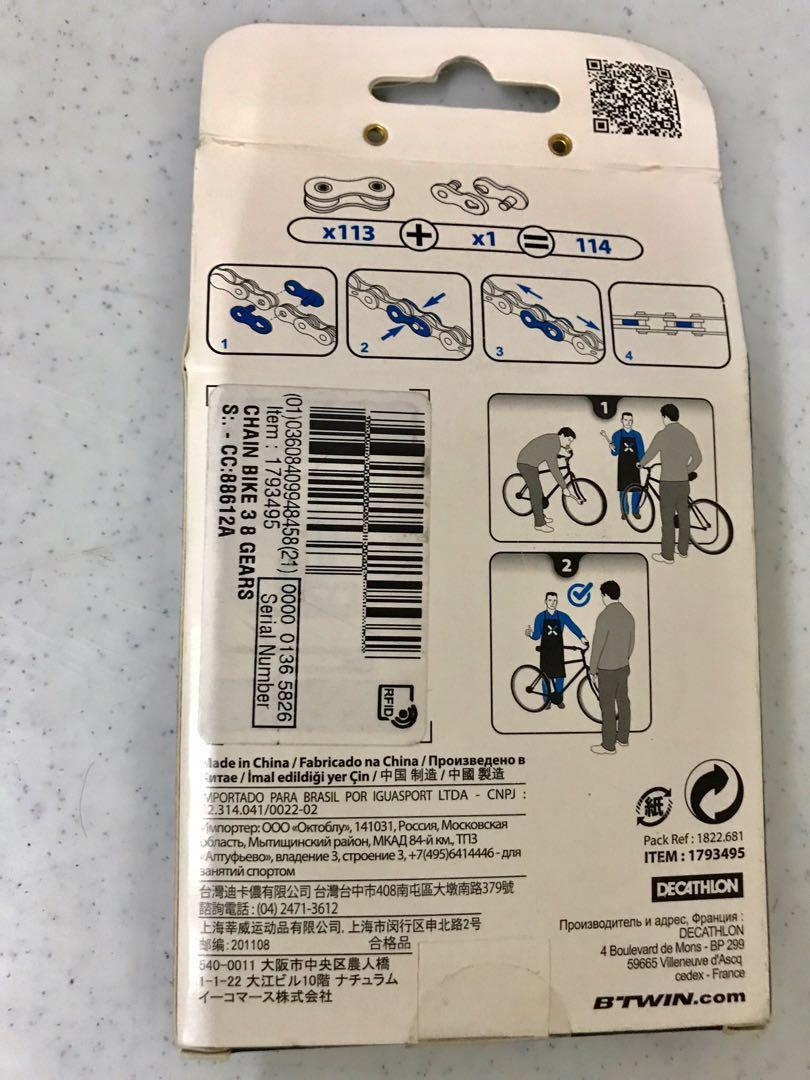 x113 + x1 = 114
1
2
3
4
(01)03608409948458(21) 0000 0136 5826
Item : 1793495
Serial Number
CHAIN BIKE 3 8 GEARS
S:. - CC:88612A
RFID
1
2
Made in China / Fabricado na China / Произведено в
Китае / İmal edildiği yer Çin / 中国 制造 / 中國 製造
IMPORTADO PARA BRASIL POR IGUASPORT LTDA - CNPJ :
2.314.041/0022-02
Импортер: ООО «Октоблу», 141031, Россия, Московская
область, Мытищинский район, МКАД 84-й км., ТПЗ
«Алтуфьево», владение 3, строение 3, +7(495)6414446 - для
занятий спортом
台灣迪卡儂有限公司 台灣台中市408南屯區大墩南路379號
諮詢電話 : (04) 2471-3612
上海莘威运动品有限公司, 上海市闵行区申北路2号
邮编 : 201108 合格品
540-0011 大阪市中央区農人橋
1-1-22 大江ビル10階 ナチュラム
イーコマース株式会社
紙
Pack Ref : 1822.681
ITEM : 1793495
DECATHLON
Производитель и адрес, Франция :
DECATHLON
4 Boulevard de Mons - BP 299
59665 Villeneuve d'Ascq
cedex - France
B'TWIN.com